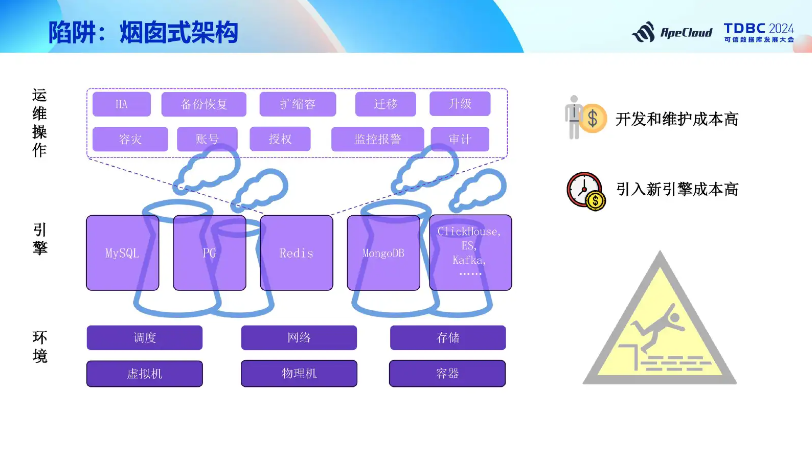 陷阱：烟囱式架构
ApeCloud
TDBC 2024
可信数据库发展大会
运维操作
HA
备份恢复
扩缩容
迁移
升级
容灾
账号
授权
监控报警
审计
引擎
MySQL
PG
Redis
MongoDB
ClickHouse,
ES,
Kafka,
……
环境
调度
网络
存储
虚拟机
物理机
容器
开发和维护成本高
引入新引擎成本高